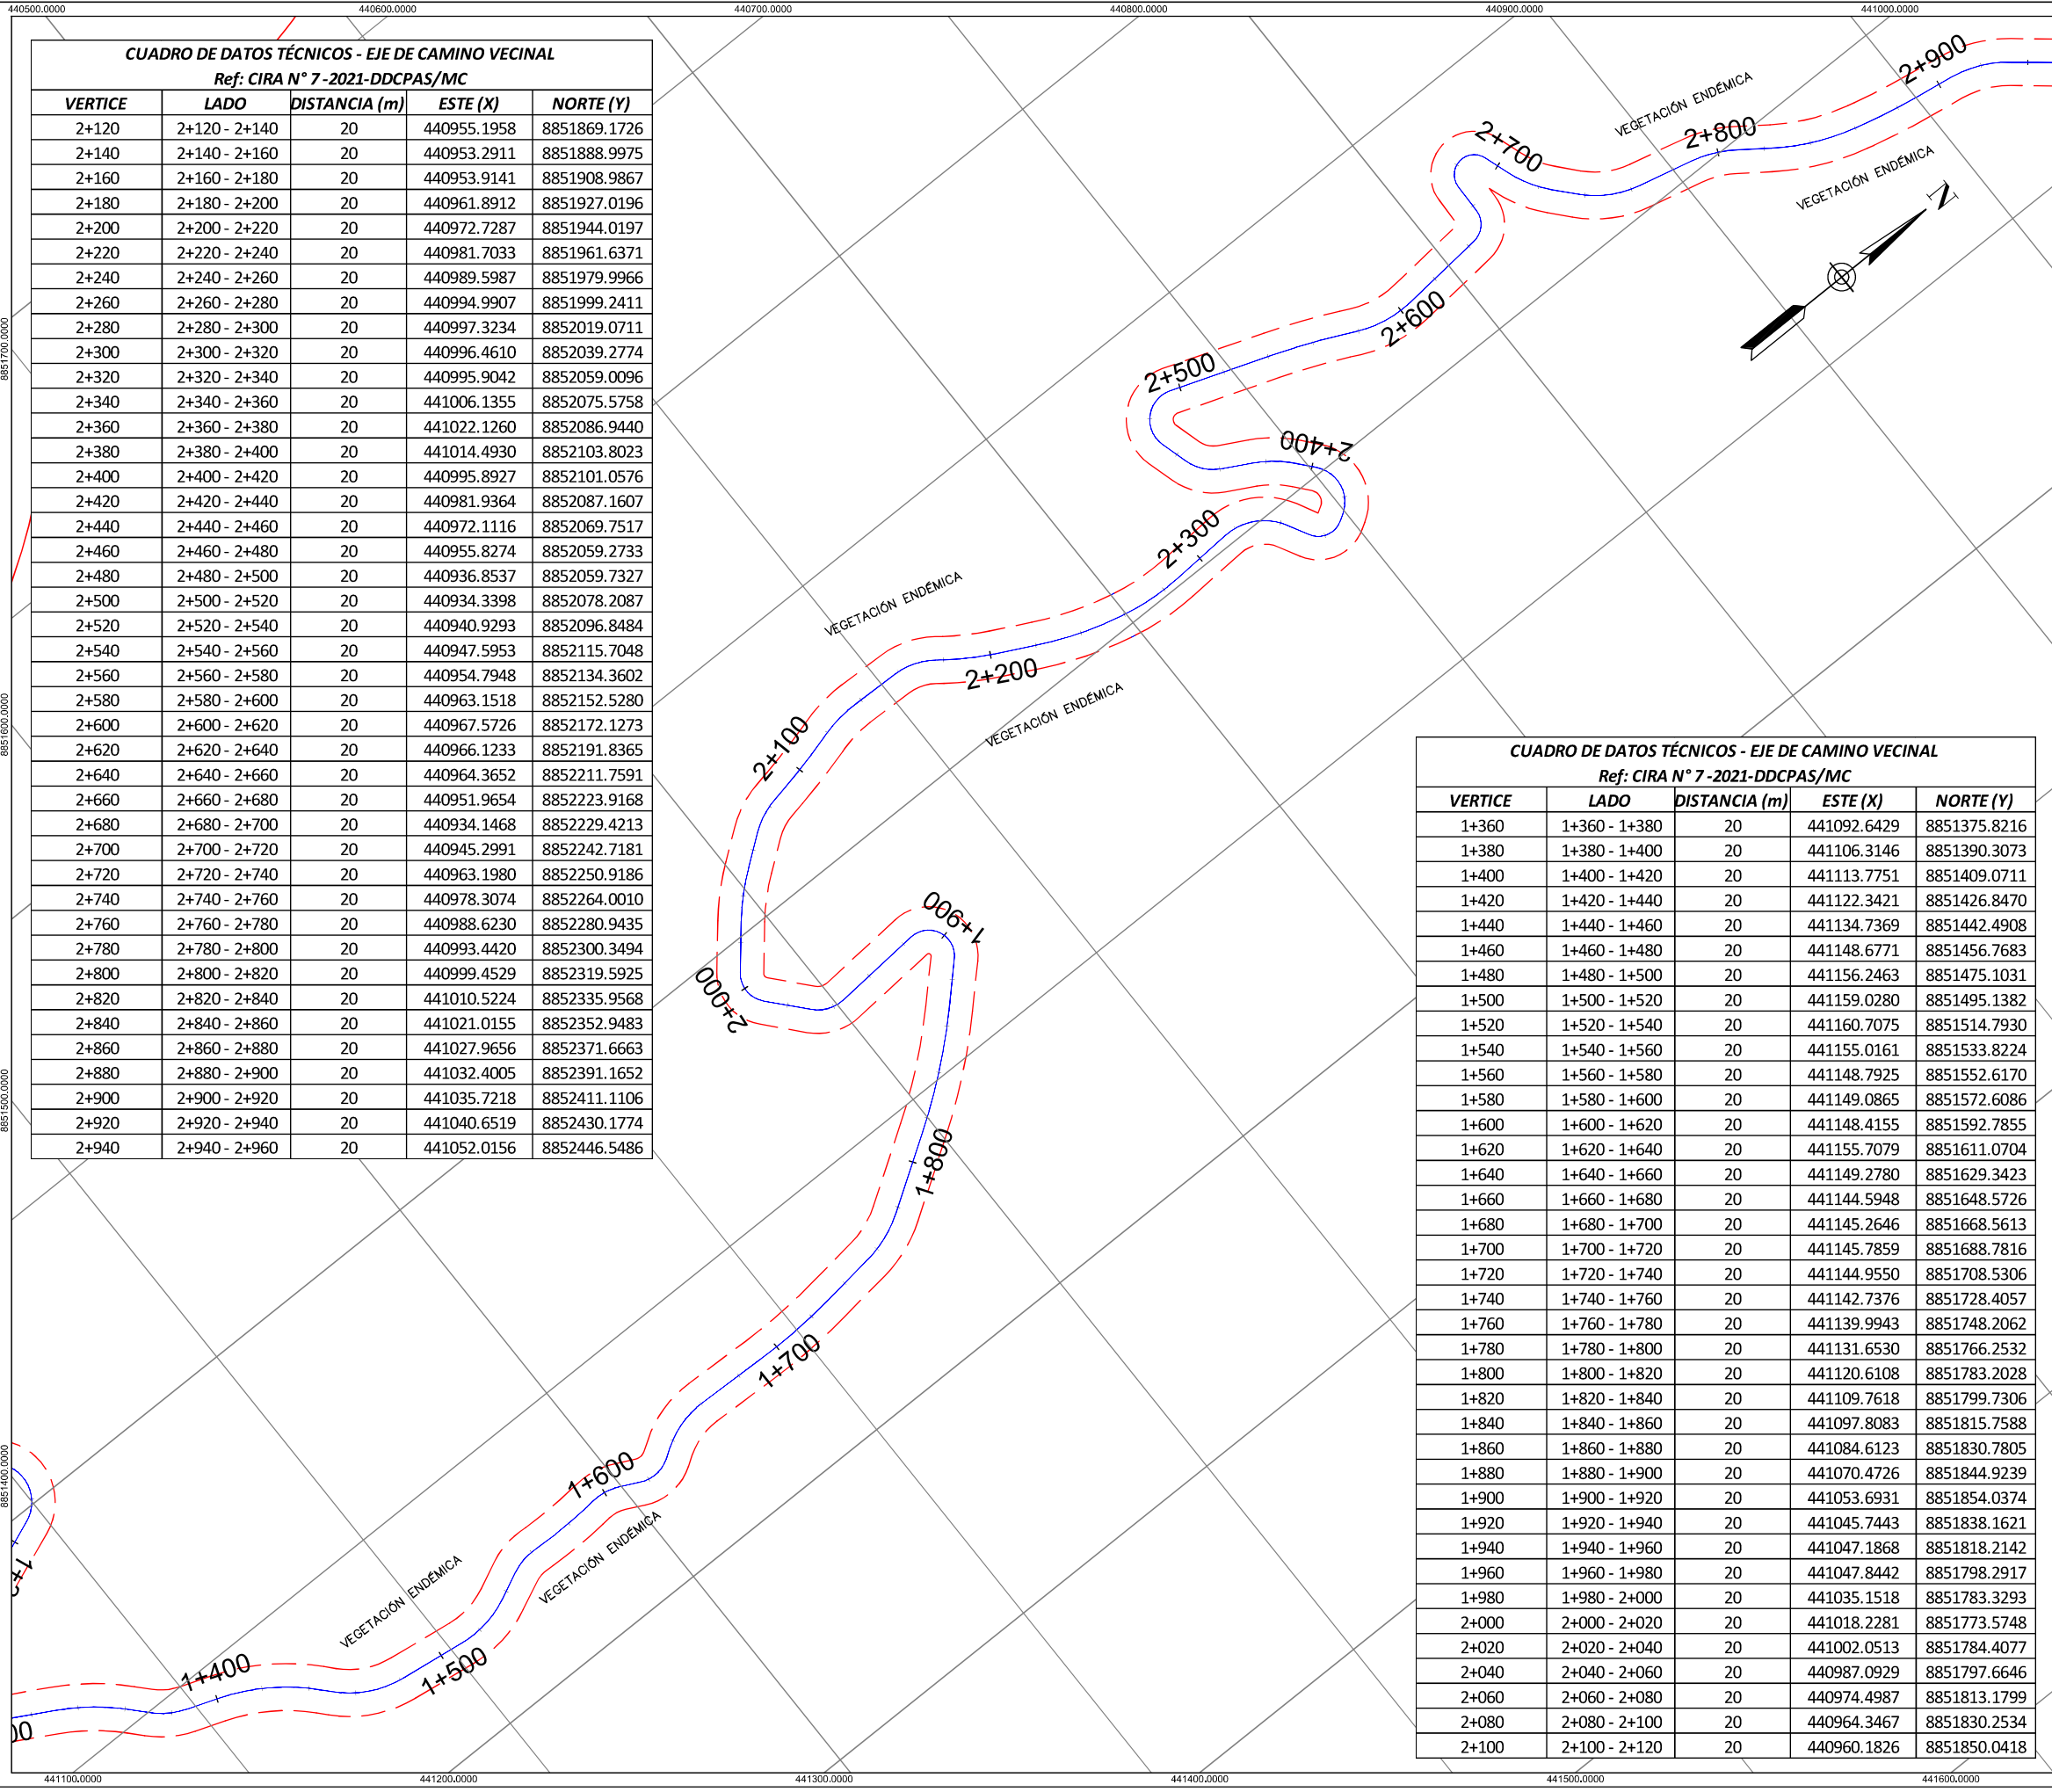 440500.0000 440600.0000 440700.0000 440800.0000 440900.0000 441000.0000
CUADRO DE DATOS TÉCNICOS - EJE DE CAMINO VECINAL
Ref: CIRA N° 7 -2021-DDCPAS/MC
VERTICE LADO DISTANCIA (m) ESTE (X) NORTE (Y)
2+120 2+120 - 2+140 20 440955.1958 8851869.1726
2+140 2+140 - 2+160 20 440953.2911 8851888.9975
2+160 2+160 - 2+180 20 440953.9141 8851908.9867
2+180 2+180 - 2+200 20 440961.8912 8851927.0196
2+200 2+200 - 2+220 20 440972.7287 8851944.0197
2+220 2+220 - 2+240 20 440981.7033 8851961.6371
2+240 2+240 - 2+260 20 440989.5987 8851979.9966
2+260 2+260 - 2+280 20 440994.9907 8851999.2411
2+280 2+280 - 2+300 20 440997.3234 8852019.0711
2+300 2+300 - 2+320 20 440996.4610 8852039.2774
2+320 2+320 - 2+340 20 440995.9042 8852059.0096
2+340 2+340 - 2+360 20 441006.1355 8852075.5758
2+360 2+360 - 2+380 20 441022.1260 8852086.9440
2+380 2+380 - 2+400 20 441014.4930 8852103.8023
2+400 2+400 - 2+420 20 440995.8927 8852101.0576
2+420 2+420 - 2+440 20 440981.9364 8852087.1607
2+440 2+440 - 2+460 20 440972.1116 8852069.7517
2+460 2+460 - 2+480 20 440955.8274 8852059.2733
2+480 2+480 - 2+500 20 440936.8537 8852059.7327
2+500 2+500 - 2+520 20 440934.3398 8852078.2087
2+520 2+520 - 2+540 20 440940.9293 8852096.8484
2+540 2+540 - 2+560 20 440947.5953 8852115.7048
2+560 2+560 - 2+580 20 440954.7948 8852134.3602
2+580 2+580 - 2+600 20 440963.1518 8852152.5280
2+600 2+600 - 2+620 20 440967.5726 8852172.1273
2+620 2+620 - 2+640 20 440966.1233 8852191.8365
2+640 2+640 - 2+660 20 440964.3652 8852211.7591
2+660 2+660 - 2+680 20 440951.9654 8852223.9168
2+680 2+680 - 2+700 20 440934.1468 8852229.4213
2+700 2+700 - 2+720 20 440945.2991 8852242.7181
2+720 2+720 - 2+740 20 440963.1980 8852250.9186
2+740 2+740 - 2+760 20 440978.3074 8852264.0010
2+760 2+760 - 2+780 20 440988.6230 8852280.9435
2+780 2+780 - 2+800 20 440993.4420 8852300.3494
2+800 2+800 - 2+820 20 440999.4529 8852319.5925
2+820 2+820 - 2+840 20 441010.5224 8852335.9568
2+840 2+840 - 2+860 20 441021.0155 8852352.9483
2+860 2+860 - 2+880 20 441027.9656 8852371.6663
2+880 2+880 - 2+900 20 441032.4005 8852391.1652
2+900 2+900 - 2+920 20 441035.7218 8852411.1106
2+920 2+920 - 2+940 20 441040.6519 8852430.1774
2+940 2+940 - 2+960 20 441052.0156 8852446.5486
8851700.0000
8851600.0000
8851500.0000
8851400.0000
2+900
VEGETACIÓN ENDÉMICA
2+800
2+700
VEGETACIÓN ENDÉMICA
N
2+600
2+500
2+400
2+300
VEGETACIÓN ENDÉMICA
2+200
VEGETACIÓN ENDÉMICA
2+100
1+900
2+000
1+800
1+700
1+600
VEGETACIÓN ENDÉMICA
VEGETACIÓN ENDÉMICA
1+500
1+400
00
CUADRO DE DATOS TÉCNICOS - EJE DE CAMINO VECINAL
Ref: CIRA N° 7 -2021-DDCPAS/MC
VERTICE LADO DISTANCIA (m) ESTE (X) NORTE (Y)
1+360 1+360 - 1+380 20 441092.6429 8851375.8216
1+380 1+380 - 1+400 20 441106.3146 8851390.3073
1+400 1+400 - 1+420 20 441113.7751 8851409.0711
1+420 1+420 - 1+440 20 441122.3421 8851426.8470
1+440 1+440 - 1+460 20 441134.7369 8851442.4908
1+460 1+460 - 1+480 20 441148.6771 8851456.7683
1+480 1+480 - 1+500 20 441156.2463 8851475.1031
1+500 1+500 - 1+520 20 441159.0280 8851495.1382
1+520 1+520 - 1+540 20 441160.7075 8851514.7930
1+540 1+540 - 1+560 20 441155.0161 8851533.8224
1+560 1+560 - 1+580 20 441148.7925 8851552.6170
1+580 1+580 - 1+600 20 441149.0865 8851572.6086
1+600 1+600 - 1+620 20 441148.4155 8851592.7855
1+620 1+620 - 1+640 20 441155.7079 8851611.0704
1+640 1+640 - 1+660 20 441149.2780 8851629.3423
1+660 1+660 - 1+680 20 441144.5948 8851648.5726
1+680 1+680 - 1+700 20 441145.2646 8851668.5613
1+700 1+700 - 1+720 20 441145.7859 8851688.7816
1+720 1+720 - 1+740 20 441144.9550 8851708.5306
1+740 1+740 - 1+760 20 441142.7376 8851728.4057
1+760 1+760 - 1+780 20 441139.9943 8851748.2062
1+780 1+780 - 1+800 20 441131.6530 8851766.2532
1+800 1+800 - 1+820 20 441120.6108 8851783.2028
1+820 1+820 - 1+840 20 441109.7618 8851799.7306
1+840 1+840 - 1+860 20 441097.8083 8851815.7588
1+860 1+860 - 1+880 20 441084.6123 8851830.7805
1+880 1+880 - 1+900 20 441070.4726 8851844.9239
1+900 1+900 - 1+920 20 441053.6931 8851854.0374
1+920 1+920 - 1+940 20 441045.7443 8851838.1621
1+940 1+940 - 1+960 20 441047.1868 8851818.2142
1+960 1+960 - 1+980 20 441047.8442 8851798.2917
1+980 1+980 - 2+000 20 441035.1518 8851783.3293
2+000 2+000 - 2+020 20 441018.2281 8851773.5748
2+020 2+020 - 2+040 20 441002.0513 8851784.4077
2+040 2+040 - 2+060 20 440987.0929 8851797.6646
2+060 2+060 - 2+080 20 440974.4987 8851813.1799
2+080 2+080 - 2+100 20 440964.3467 8851830.2534
2+100 2+100 - 2+120 20 440960.1826 8851850.0418
441100.0000 441200.0000 441300.0000 441400.0000 441500.0000 441600.0000